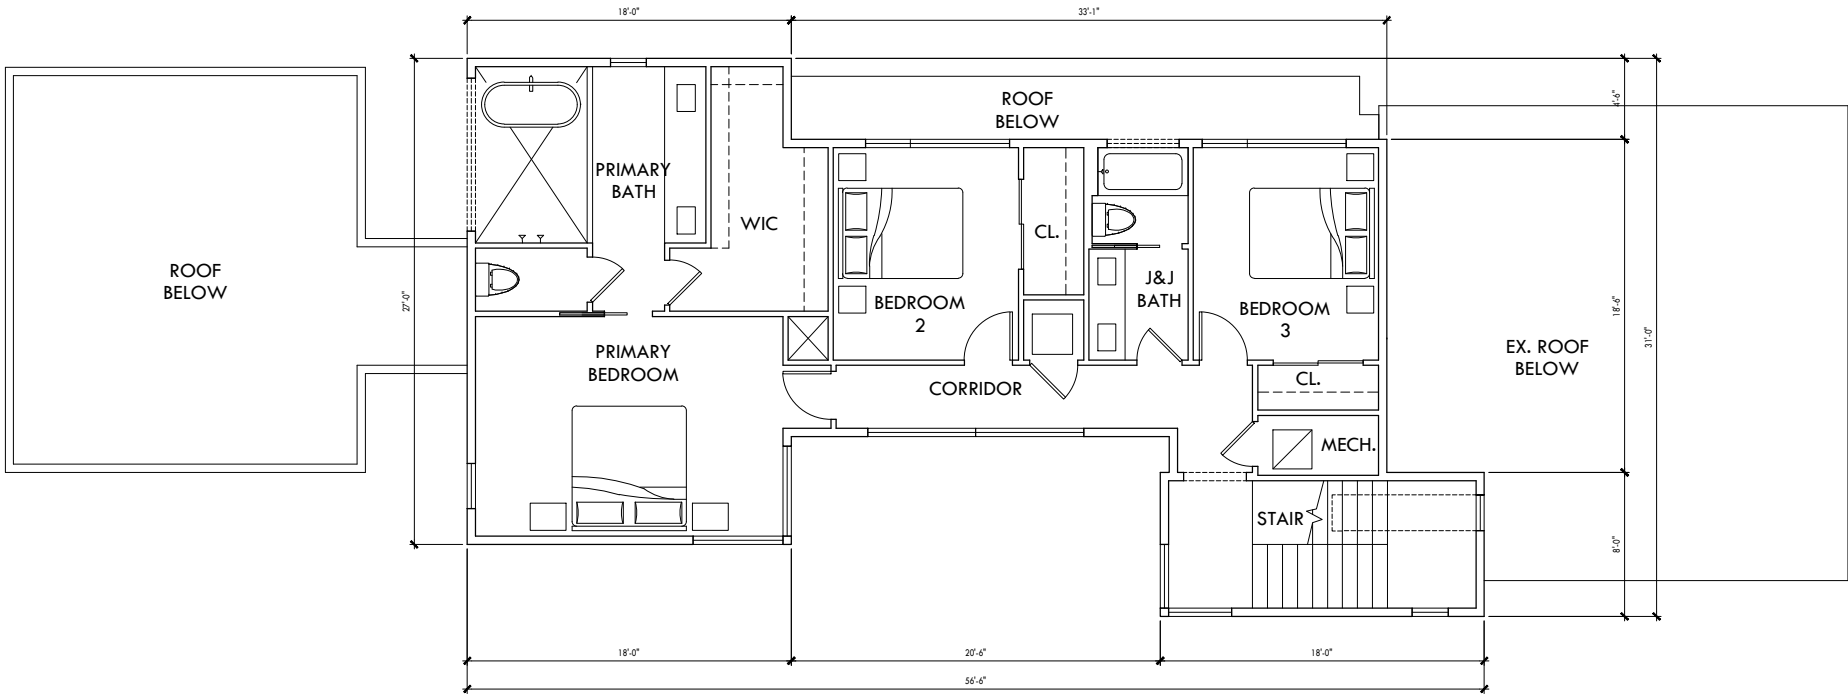 18'-0"
33'-1"
ROOF
BELOW
4'-6"
PRIMARY
BATH
WIC
CL.
ROOF
BELOW
27'-0"
J&J
BATH
BEDROOM
2
BEDROOM
3
18'-6"
31'-0"
PRIMARY
BEDROOM
EX. ROOF
BELOW
CORRIDOR
CL.
MECH.
STAIR
8'-0"
18'-0"
20'-6"
18'-0"
56'-6"